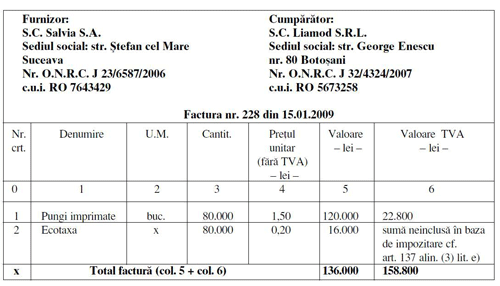 Furnizor: Cumpărător:
S.C. Salvia S.A. S.C. Liamod S.R.L.
Sediul social: str. Ştefan cel Mare Sediul social: str. George Enescu
Suceava nr. 80 Botoşani
Nr. O.N.R.C. J 23/6587/2006 Nr. O.N.R.C. J 32/4324/2007
c.u.i. RO 7643429 c.u.i. RO 5673258
Factura nr. 228 din 15.01.2009
Nr. Denumire U.M. Cantit. Preţul Valoare Valoare TVA
crt. unitar – lei – – lei –
(fără TVA)
– lei –
0 1 2 3 4 5 6
1 Pungi imprimate buc. 80.000 1,50 120.000 22.800
2 Ecotaxa x 80.000 0,20 16.000 sumă neinclusă în baza
de impozitare cf.
art. 137 alin. (3) lit. e)
x Total factură (col. 5 + col. 6) 136.000 158.800